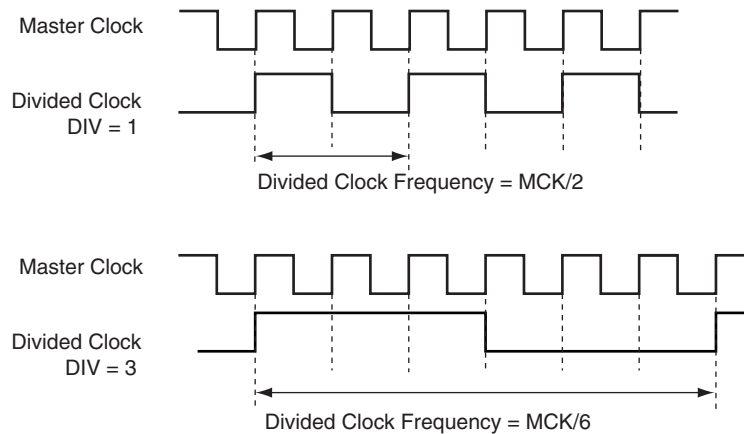 Master Clock
Divided Clock
DIV = 1
Divided Clock Frequency = MCK/2
Master Clock
Divided Clock
DIV = 3
Divided Clock Frequency = MCK/6